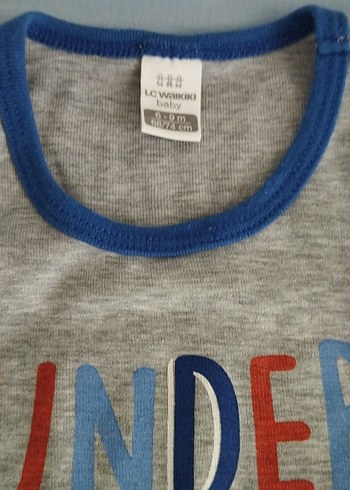 LC WAIKIKI
baby
6 - 9 m
68/74 cm
UNDER